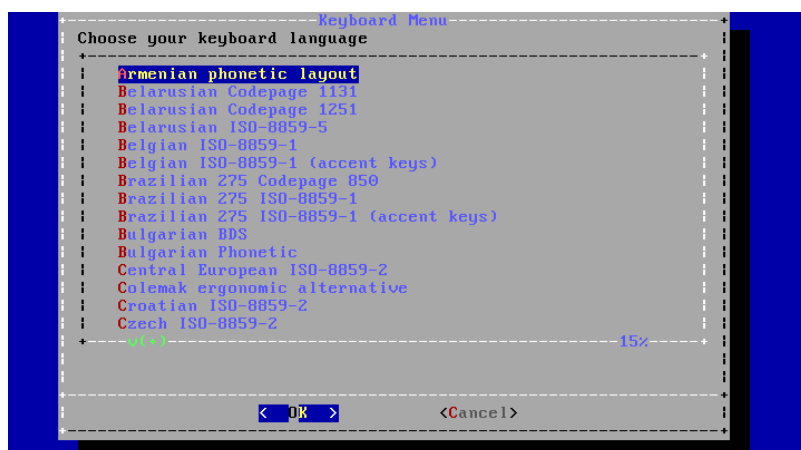 Keyboard Menu
Choose your keyboard language
Armenian phonetic layout
Belarusian Codepage 1131
Belarusian Codepage 1251
Belarusian ISO-8859-5
Belgian ISO-8859-1
Belgian ISO-8859-1 (accent keys)
Brazilian 275 Codepage 850
Brazilian 275 ISO-8859-1
Brazilian 275 ISO-8859-1 (accent keys)
Bulgarian BDS
Bulgarian Phonetic
Central European ISO-8859-2
Colemak ergonomic alternative
Croatian ISO-8859-2
Czech ISO-8859-2
v(+) 15%
< OK > <Cancel>